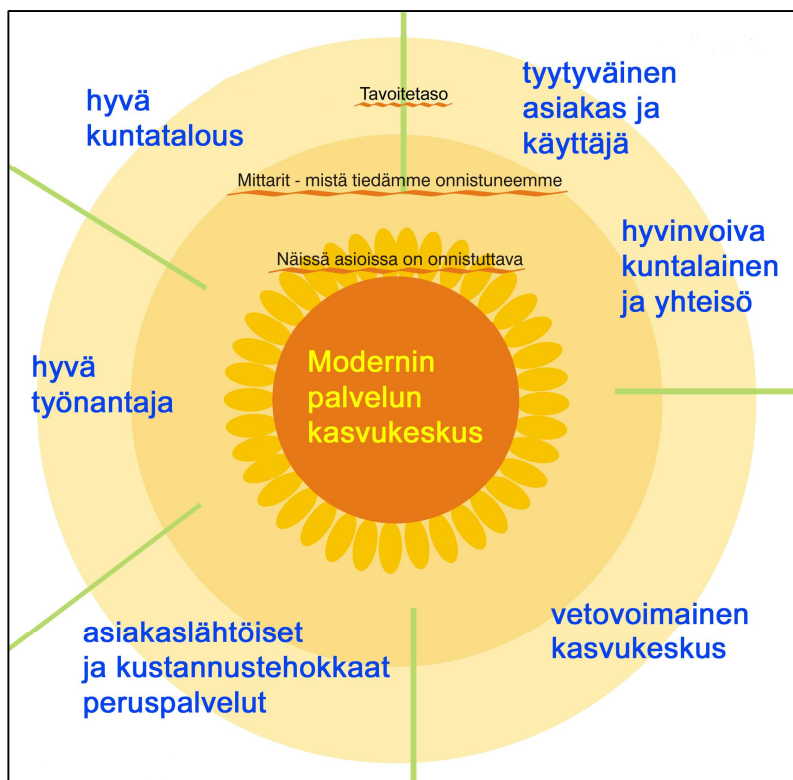 hyvä
kuntatalous
Tavoitetaso
tyytyväinen
asiakas ja
käyttäjä
Mittarit - mistä tiedämme onnistuneemme
hyvinvoiva
kuntalainen
ja yhteisö
Näissä asioissa on onnistuttava
hyvä
työnantaja
Modernin
palvelun
kasvukeskus
asiakaslähtöiset
ja kustannustehokkaat
peruspalvelut
vetovoimainen
kasvukeskus